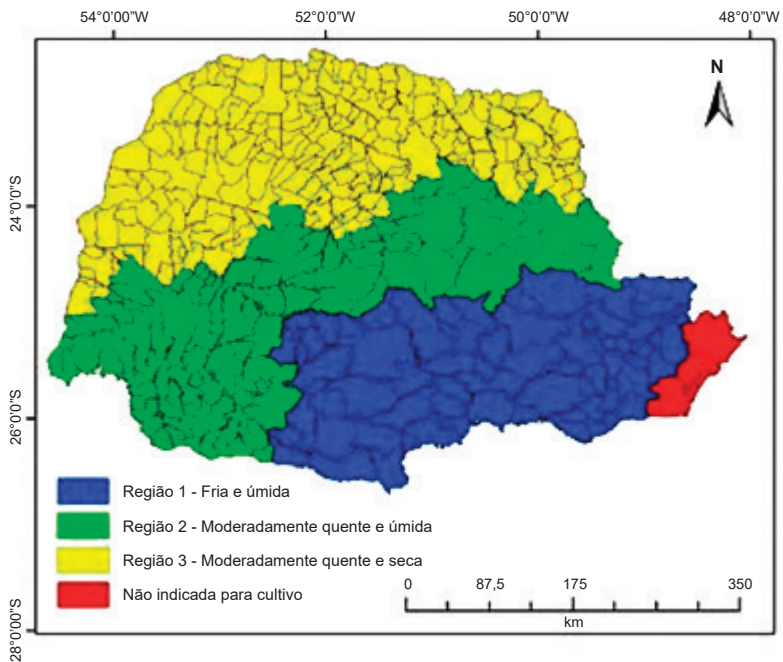 54°0'0"W 52°0'0"W 50°0'0"W 48°0'0"W
N
24°0'0"S
26°0'0"S
28°0'0"S
Região 1 - Fria e úmida
Região 2 - Moderadamente quente e úmida
Região 3 - Moderadamente quente e seca
Não indicada para cultivo
0 87,5 175 350
km